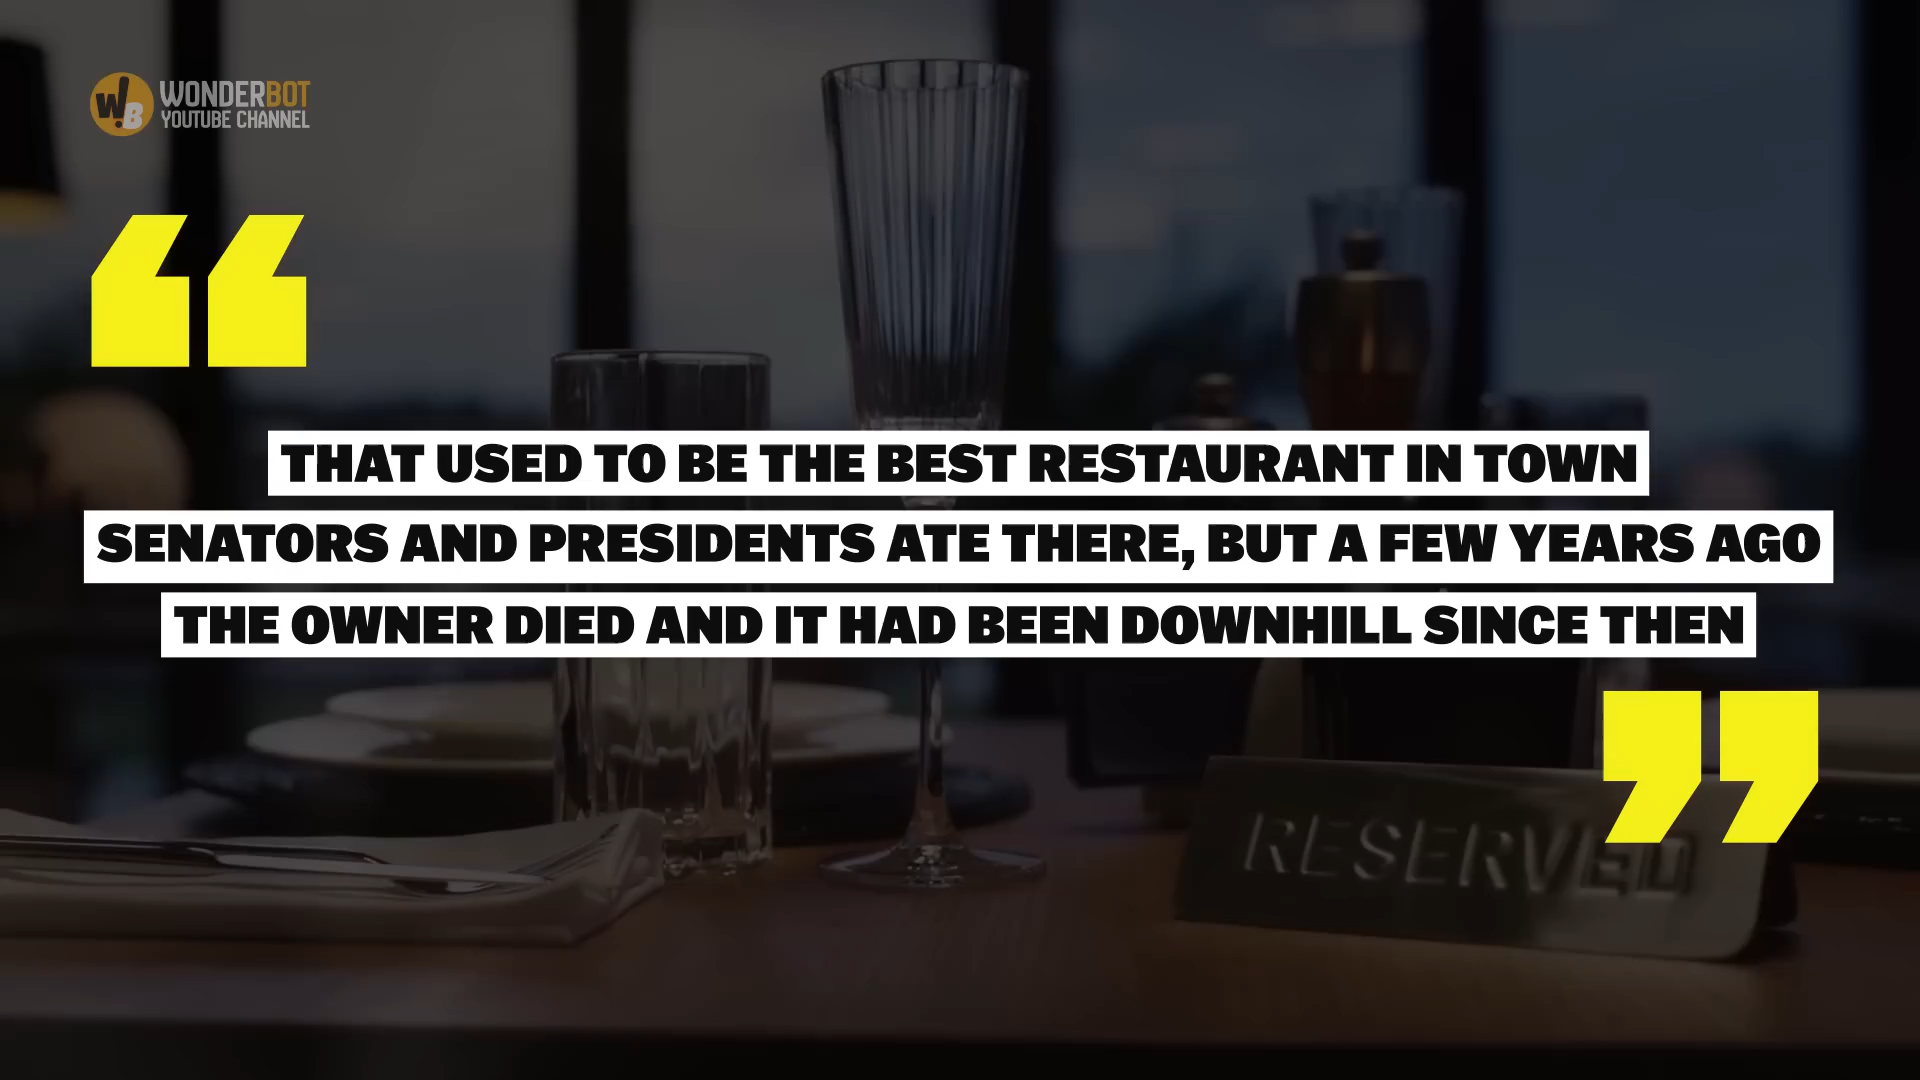 W!B
WONDERBOT
YOUTUBE CHANNEL
“
THAT USED TO BE THE BEST RESTAURANT IN TOWN
SENATORS AND PRESIDENTS ATE THERE, BUT A FEW YEARS AGO
THE OWNER DIED AND IT HAD BEEN DOWNHILL SINCE THEN
”
RESERVED